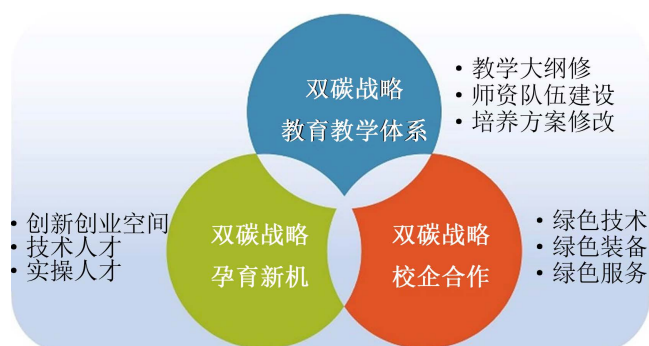 双碳战略
教育教学体系
• 教学大纲修
• 师资队伍建设
• 培养方案修改
• 创新创业空间
• 技术人才
• 实操人才
双碳战略
孕育新机
双碳战略
校企合作
• 绿色技术
• 绿色装备
• 绿色服务